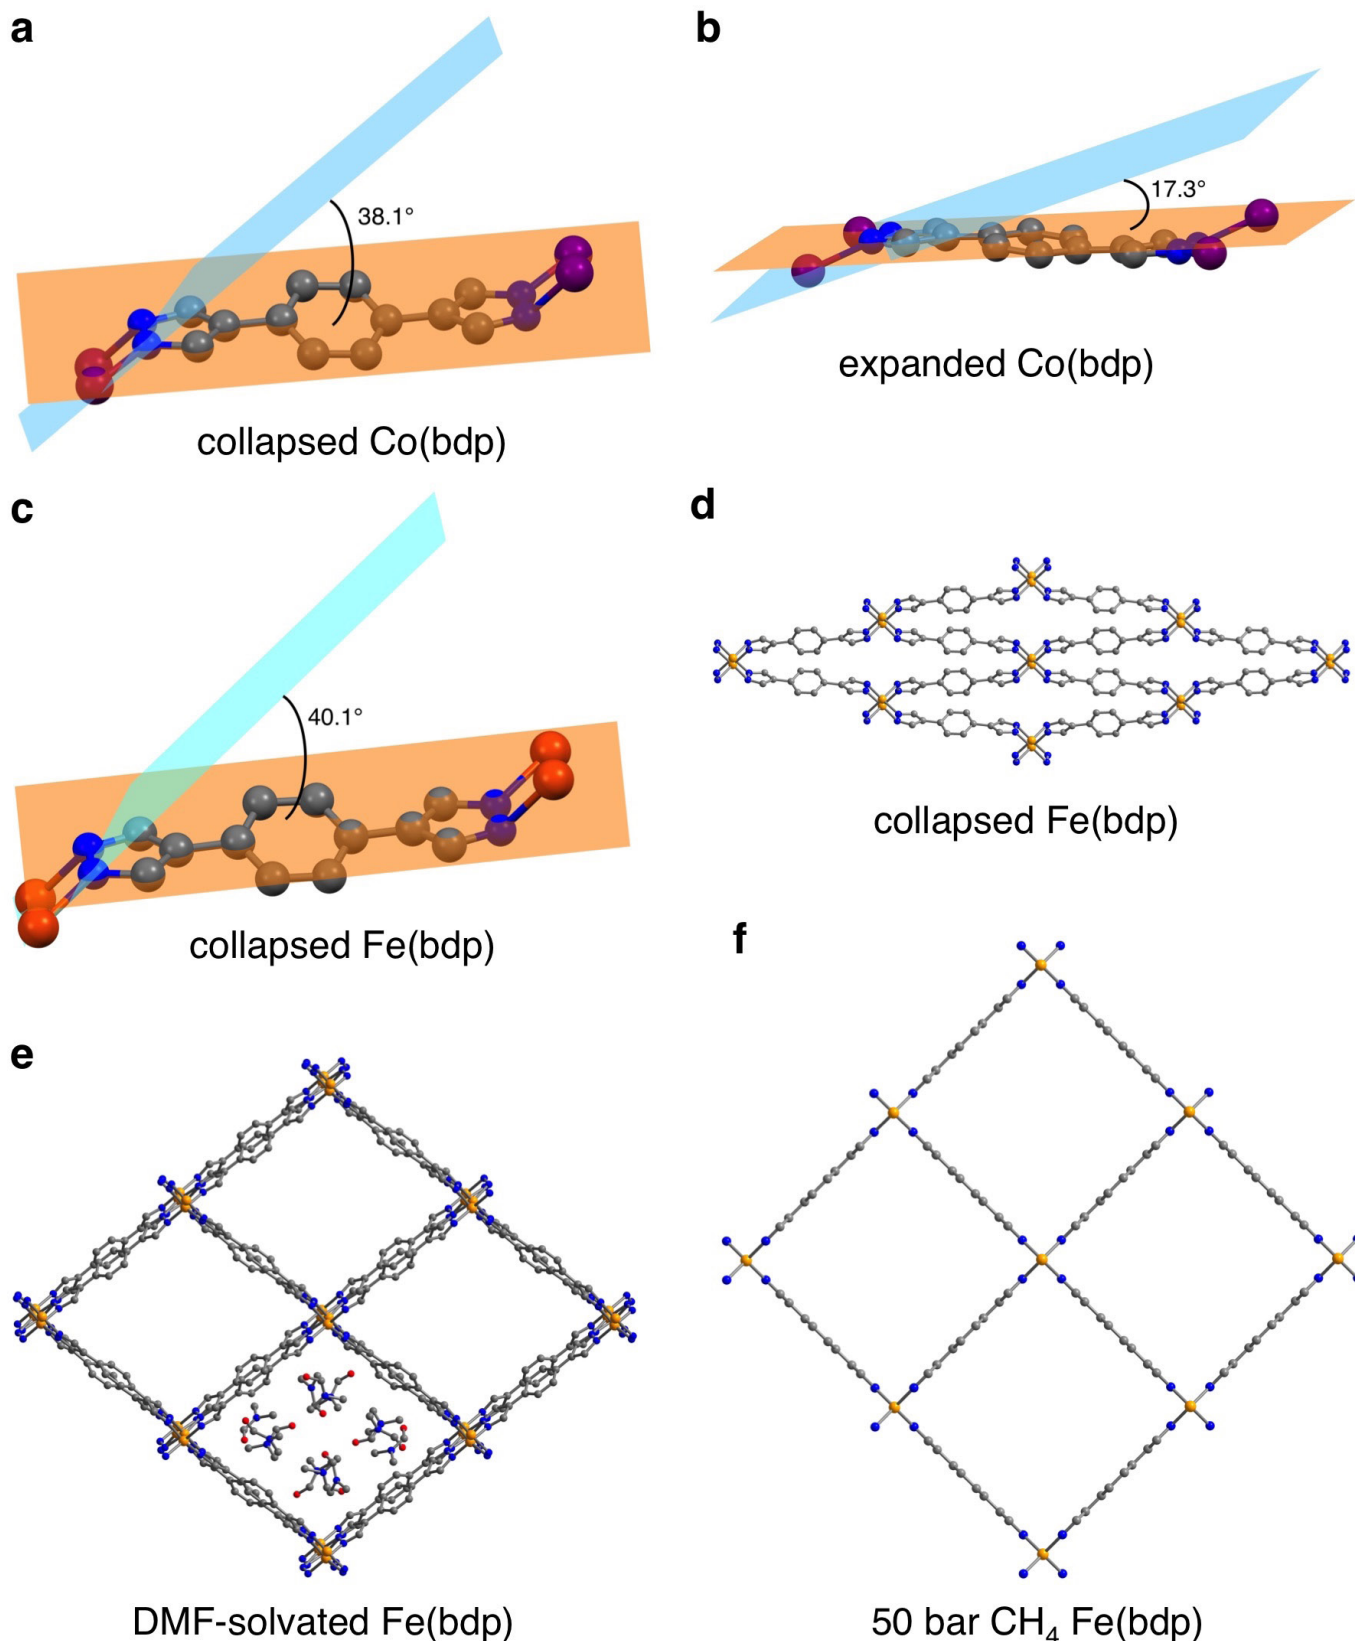 a
b
38.1°
17.3°
expanded Co(bdp)
collapsed Co(bdp)
c
d
40.1°
collapsed Fe(bdp)
collapsed Fe(bdp)
f
e
DMF-solvated Fe(bdp)
50 bar CH₄ Fe(bdp)